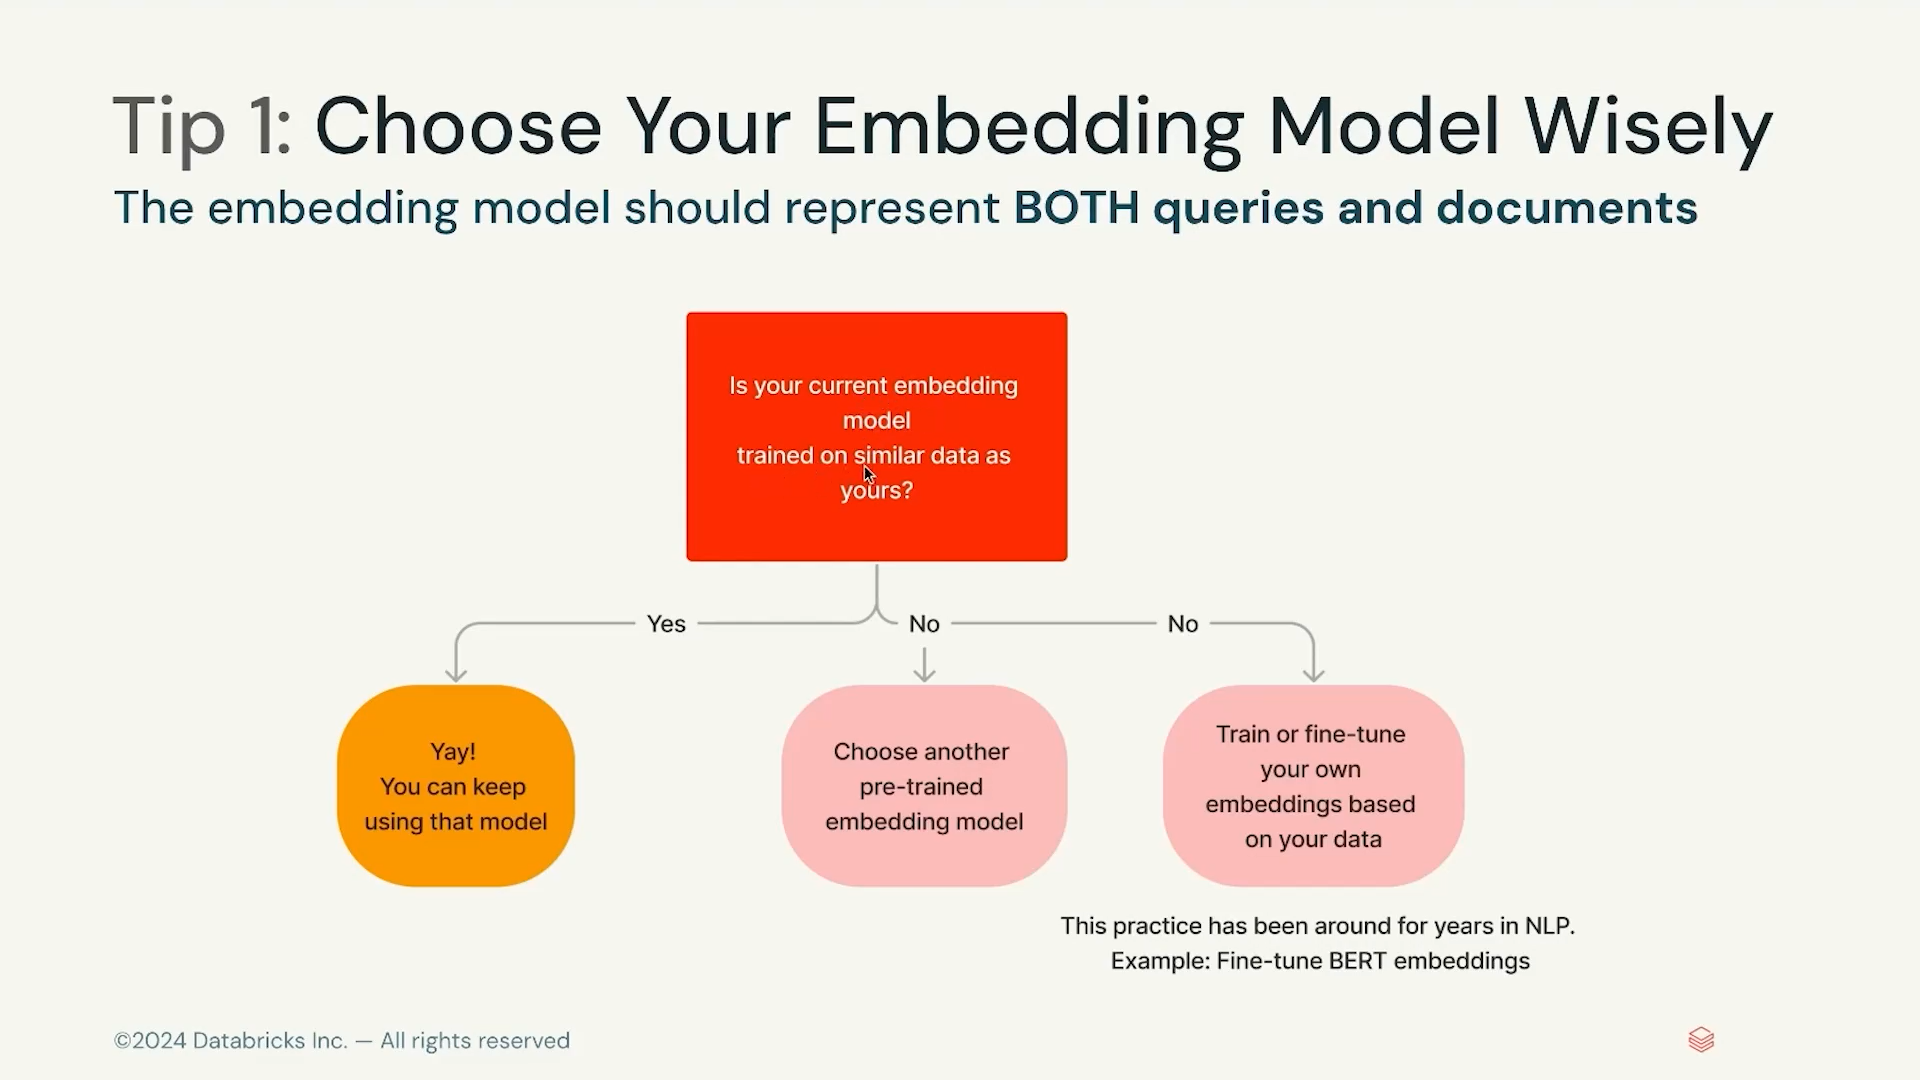 Tip 1: Choose Your Embedding Model Wisely
The embedding model should represent BOTH queries and documents
Is your current embedding
model
trained on similar data as
yours?
Yes
No
No
Yay!
You can keep
using that model
Choose another
pre-trained
embedding model
Train or fine-tune
your own
embeddings based
on your data
This practice has been around for years in NLP.
Example: Fine-tune BERT embeddings
©2024 Databricks Inc. — All rights reserved